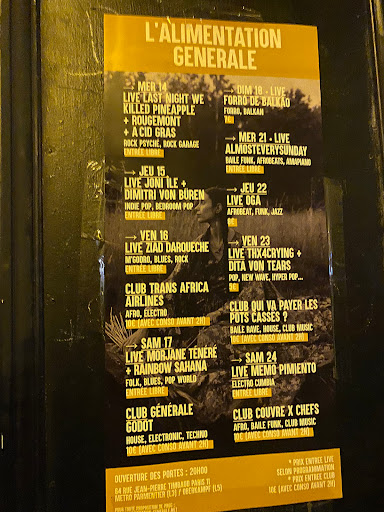 L'ALIMENTATION
GENERALE
→ MER 14
LIVE LAST NIGHT WE
KILLED PINEAPPLE
+ ROUGEMONT
+ ACID GRAS
ROCK PSYCHÉ, ROCK GARAGE
ENTRÉE LIBRE
→ JEU 15
LIVE JONI ÎLE +
DIMITRI VON BÜREN
INDIE POP, BEDROOM POP
ENTRÉE LIBRE
→ VEN 16
LIVE ZIAD DAROUECHE
M'GODRO, BLUES, ROCK
ENTRÉE LIBRE
CLUB TRANS AFRICA
AIRLINES
AFRO, ÉLECTRO
10€ (AVEC CONSO AVANT 2H)
→ SAM 17
LIVE MORJANE TÉNÉRÉ
+ RAINBOW SAHANA
FOLK, BLUES, POP WORLD
ENTRÉE LIBRE
CLUB GÉNÉRALE
GODOT
HOUSE, ELECTRONIC, TECHNO
10€ (AVEC CONSO AVANT 2H)
→ DIM 18 - LIVE
FORRO DE BALKAO
FORRO, BALKAN
→ MER 21 - LIVE
ALMOSTEVERYSUNDAY
BAILE FUNK, AFROBEATS, AMAPIANO
ENTRÉE LIBRE
→ JEU 22
LIVE OGA
AFROBEAT, FUNK, JAZZ
→ VEN 23
LIVE THX4CRYING +
DITA VON TEARS
POP, NEW WAVE, HYPER POP...
CLUB QUI VA PAYER LES
POTS CASSÉS ?
BAILE RAVE, HOUSE, CLUB MUSIC
10€ (AVEC CONSO AVANT 2H)
→ SAM 24
LIVE MEMO PIMIENTO
ELECTRO CUMBIA
ENTRÉE LIBRE
CLUB COUVRE X CHEFS
AFRO, BAILE FUNK, CLUB MUSIC
10€ (AVEC CONSO AVANT 2H)
OUVERTURE DES PORTES : 20H00
64 RUE JEAN-PIERRE TIMBAUD PARIS 11
METRO PARMENTIER (L3) / OBERKAMPF (L5)
* PRIX ENTREE LIVE
SELON PROGRAMMATION
* PRIX ENTREE CLUB
10€ (AVEC CONSO AVANT 2H)